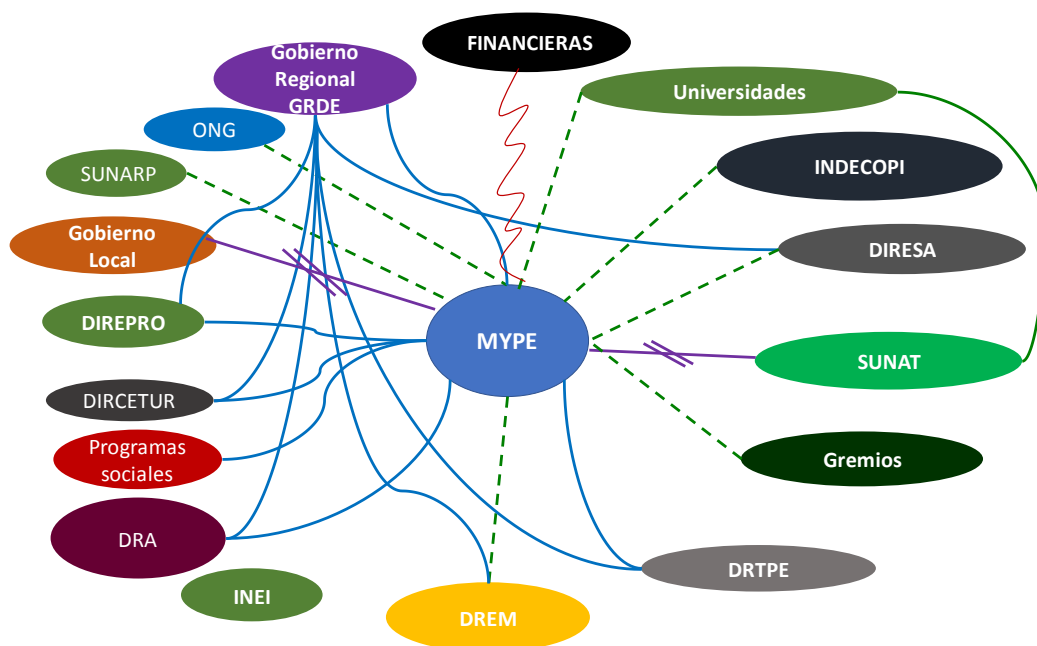 FINANCIERAS
Gobierno
Regional
GRDE
Universidades
ONG
INDECOPI
SUNARP
Gobierno
Local
DIRESA
DIREPRO
MYPE
SUNAT
DIRCETUR
Programas
sociales
Gremios
DRA
DRTPE
INEI
DREM